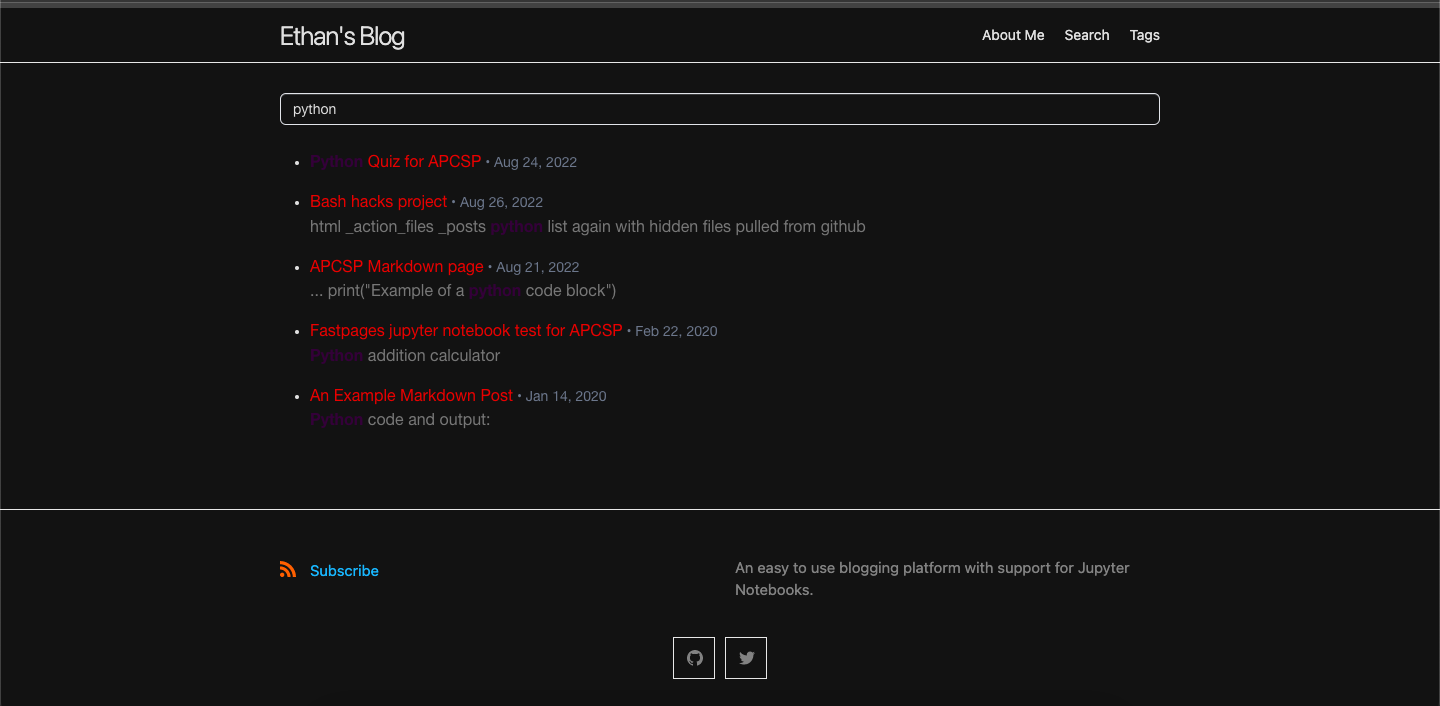 Ethan's Blog
About Me Search Tags
python
Python Quiz for APCSP • Aug 24, 2022
Bash hacks project • Aug 26, 2022
html _action_files _posts python list again with hidden files pulled from github
APCSP Markdown page • Aug 21, 2022
... print("Example of a python code block")
Fastpages jupyter notebook test for APCSP • Feb 22, 2020
Python addition calculator
An Example Markdown Post • Jan 14, 2020
Python code and output:
Subscribe
An easy to use blogging platform with support for Jupyter
Notebooks.